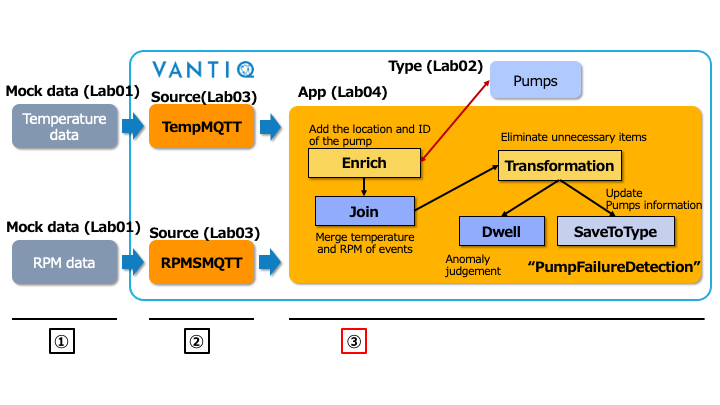 VANTIQ
Type (Lab02)
Pumps
Mock data (Lab01)
Source(Lab03)
App (Lab04)
Temperature
data
TempMQTT
Add the location and ID
of the pump
Enrich
Eliminate unnecessary items
Transformation
Join
Update
Pumps information
Merge temperature
and RPM of events
Dwell
SaveToType
Anomaly
judgement
“PumpFailureDetection”
Mock data (Lab01)
Source (Lab03)
RPM data
RPMSMQTT
①
②
③